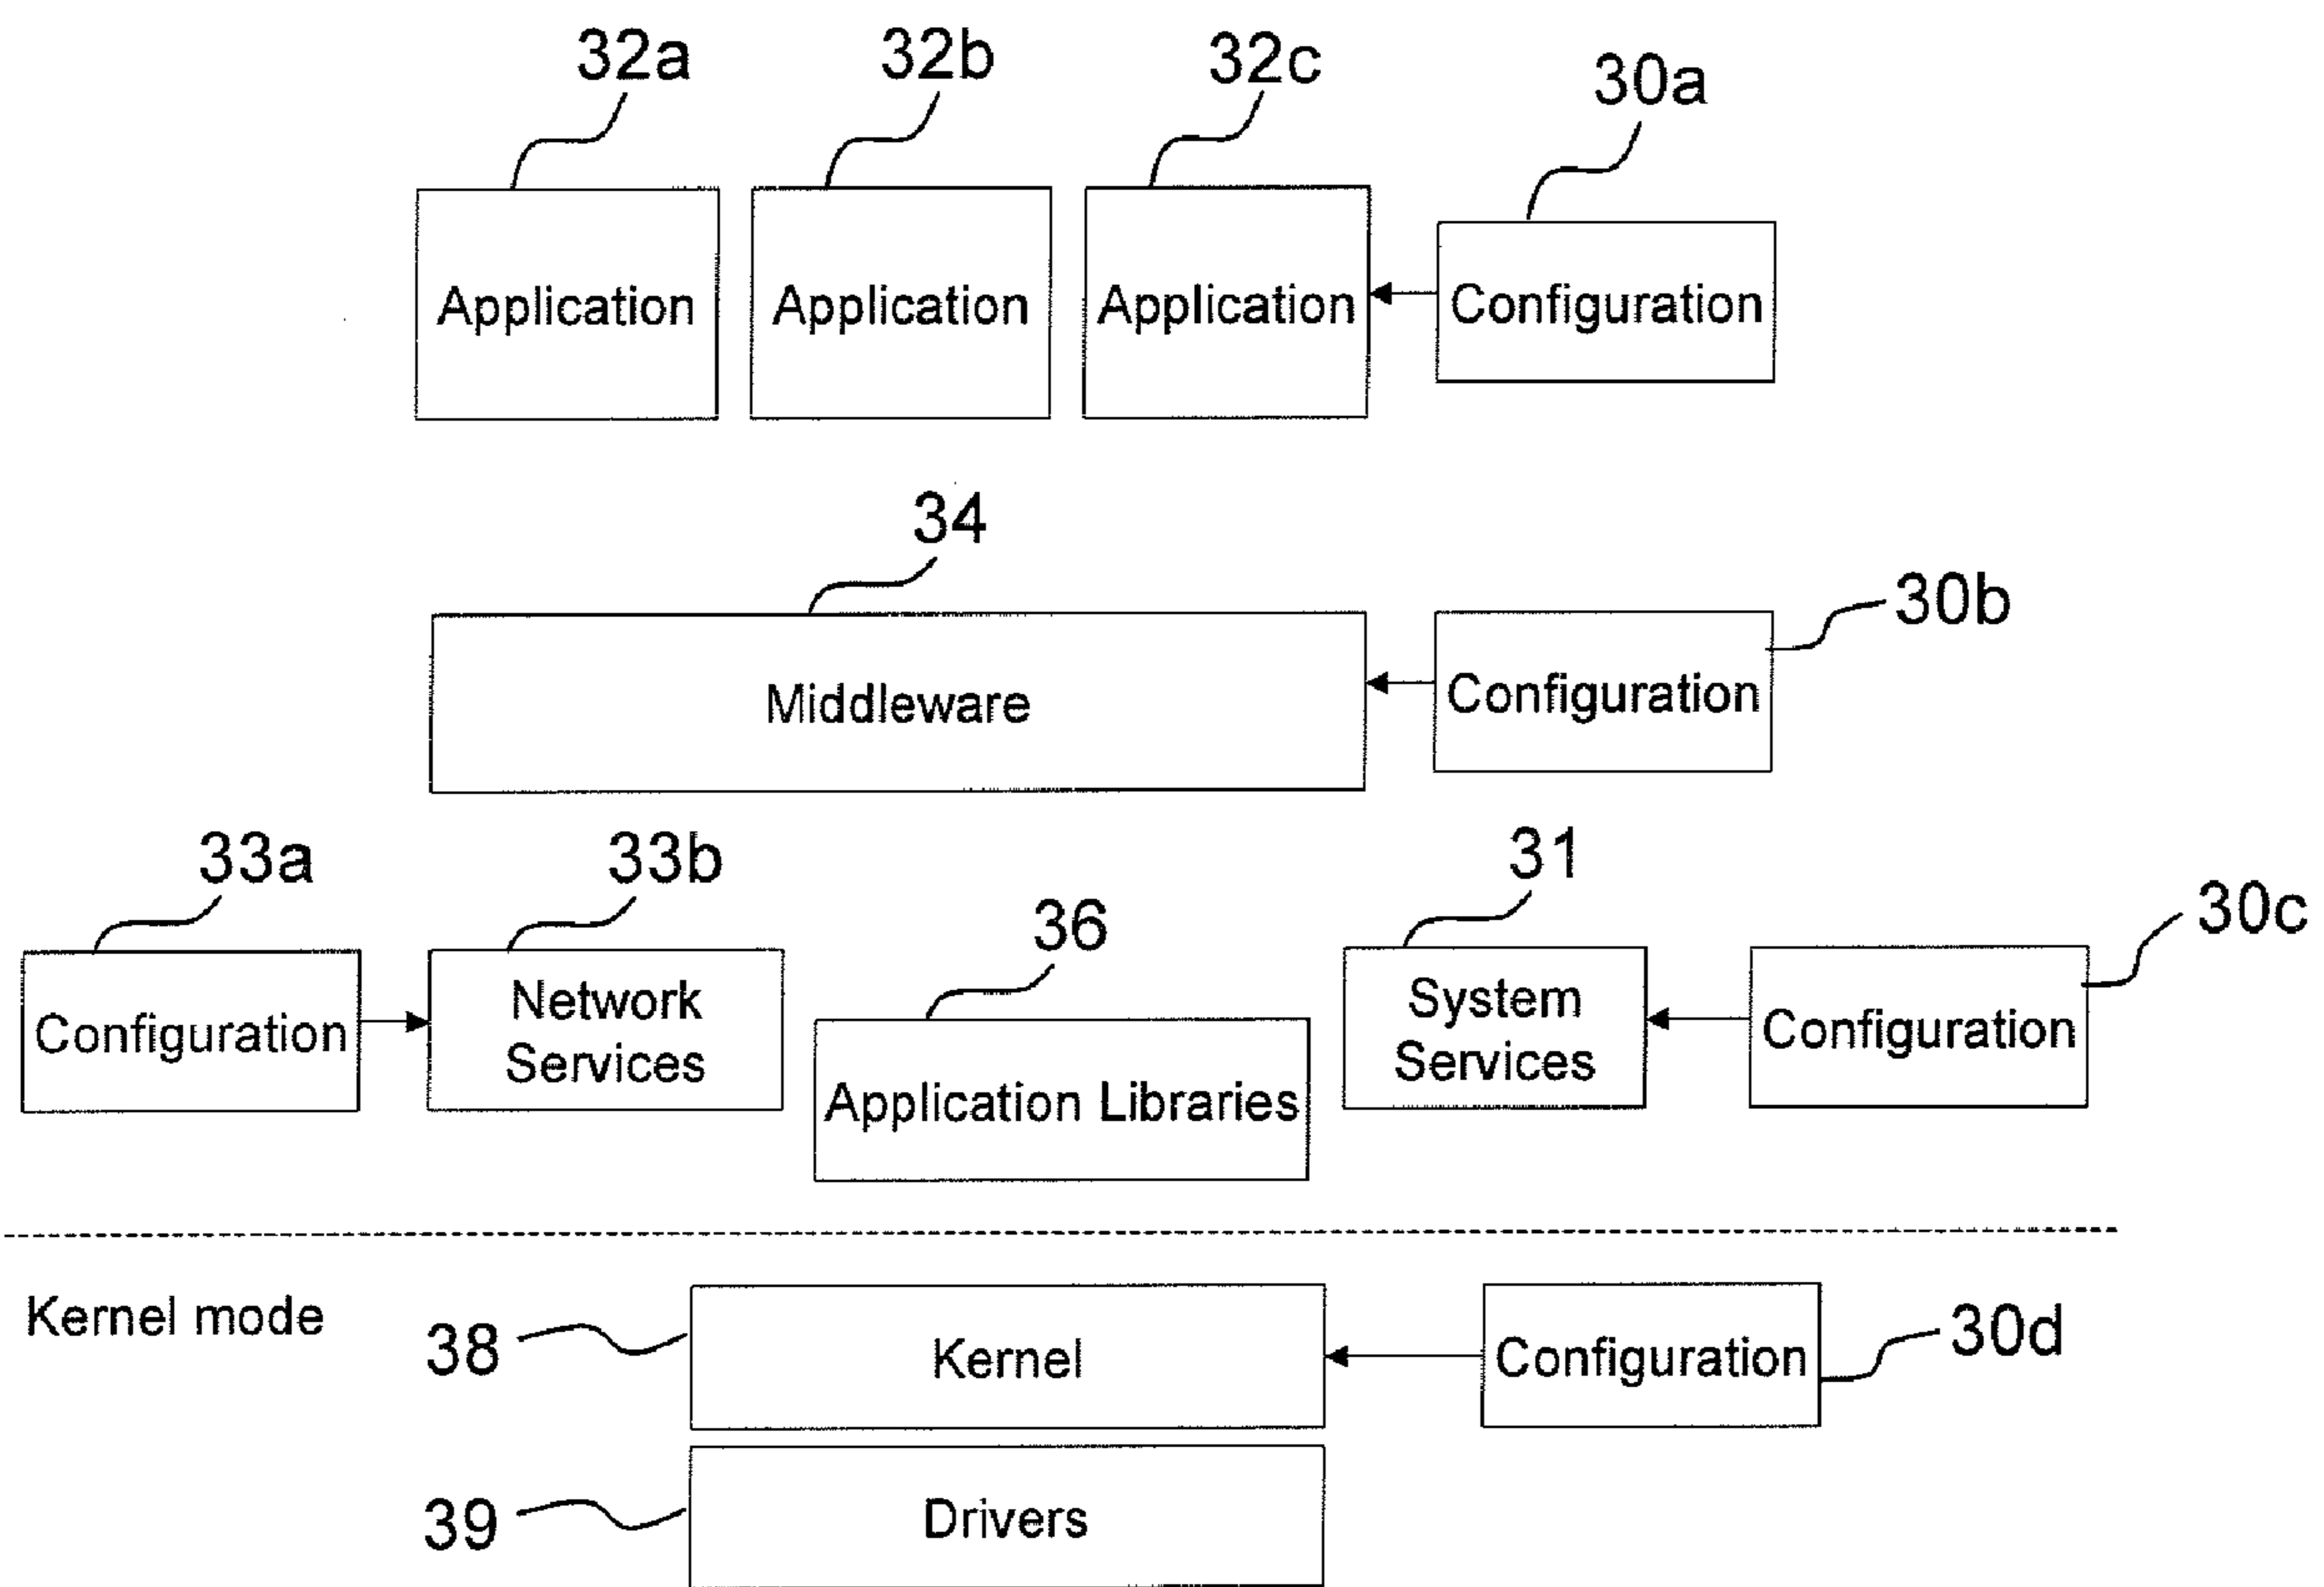 32a
32b
32c
30a
Application
Application
Application
Configuration
34
30b
Middleware
Configuration
33a
33b
36
31
30c
Configuration
Network
Services
Application Libraries
System
Services
Configuration
Kernel mode
38
Kernel
Configuration
30d
39
Drivers